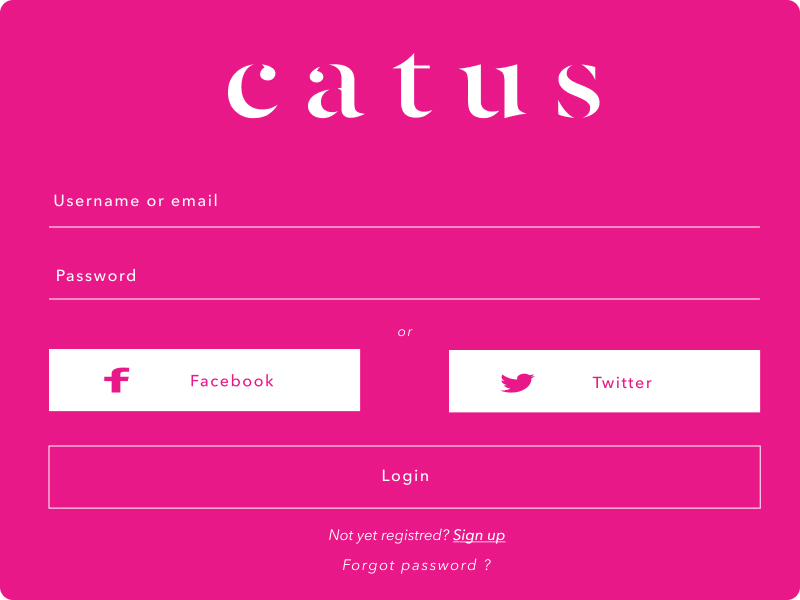 catus
Username or email
Password
or
Facebook
Twitter
Login
Not yet registred? Sign up
Forgot password ?